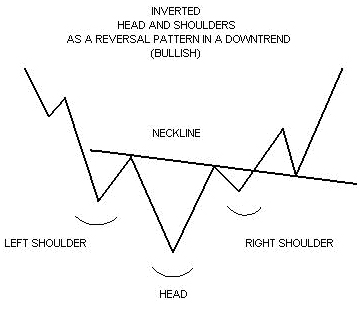 INVERTED
HEAD AND SHOULDERS
AS A REVERSAL PATTERN IN A DOWNTREND
(BULLISH)
NECKLINE
LEFT SHOULDER
RIGHT SHOULDER
HEAD